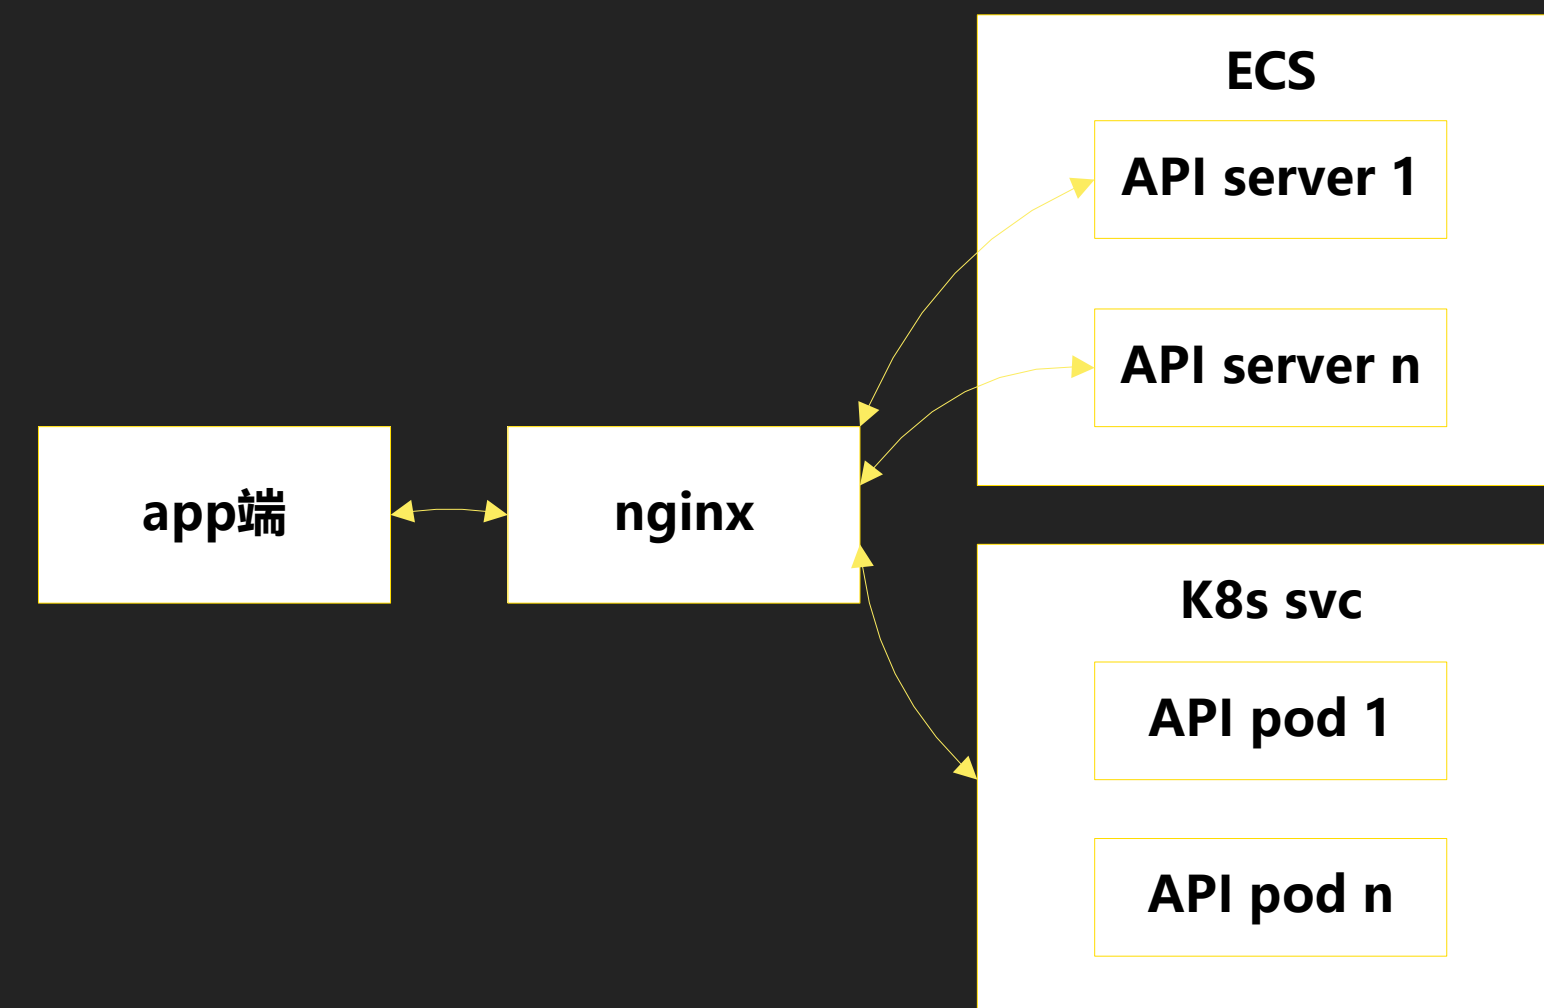 ECS
API server 1
API server n
app端
nginx
K8s svc
API pod 1
API pod n